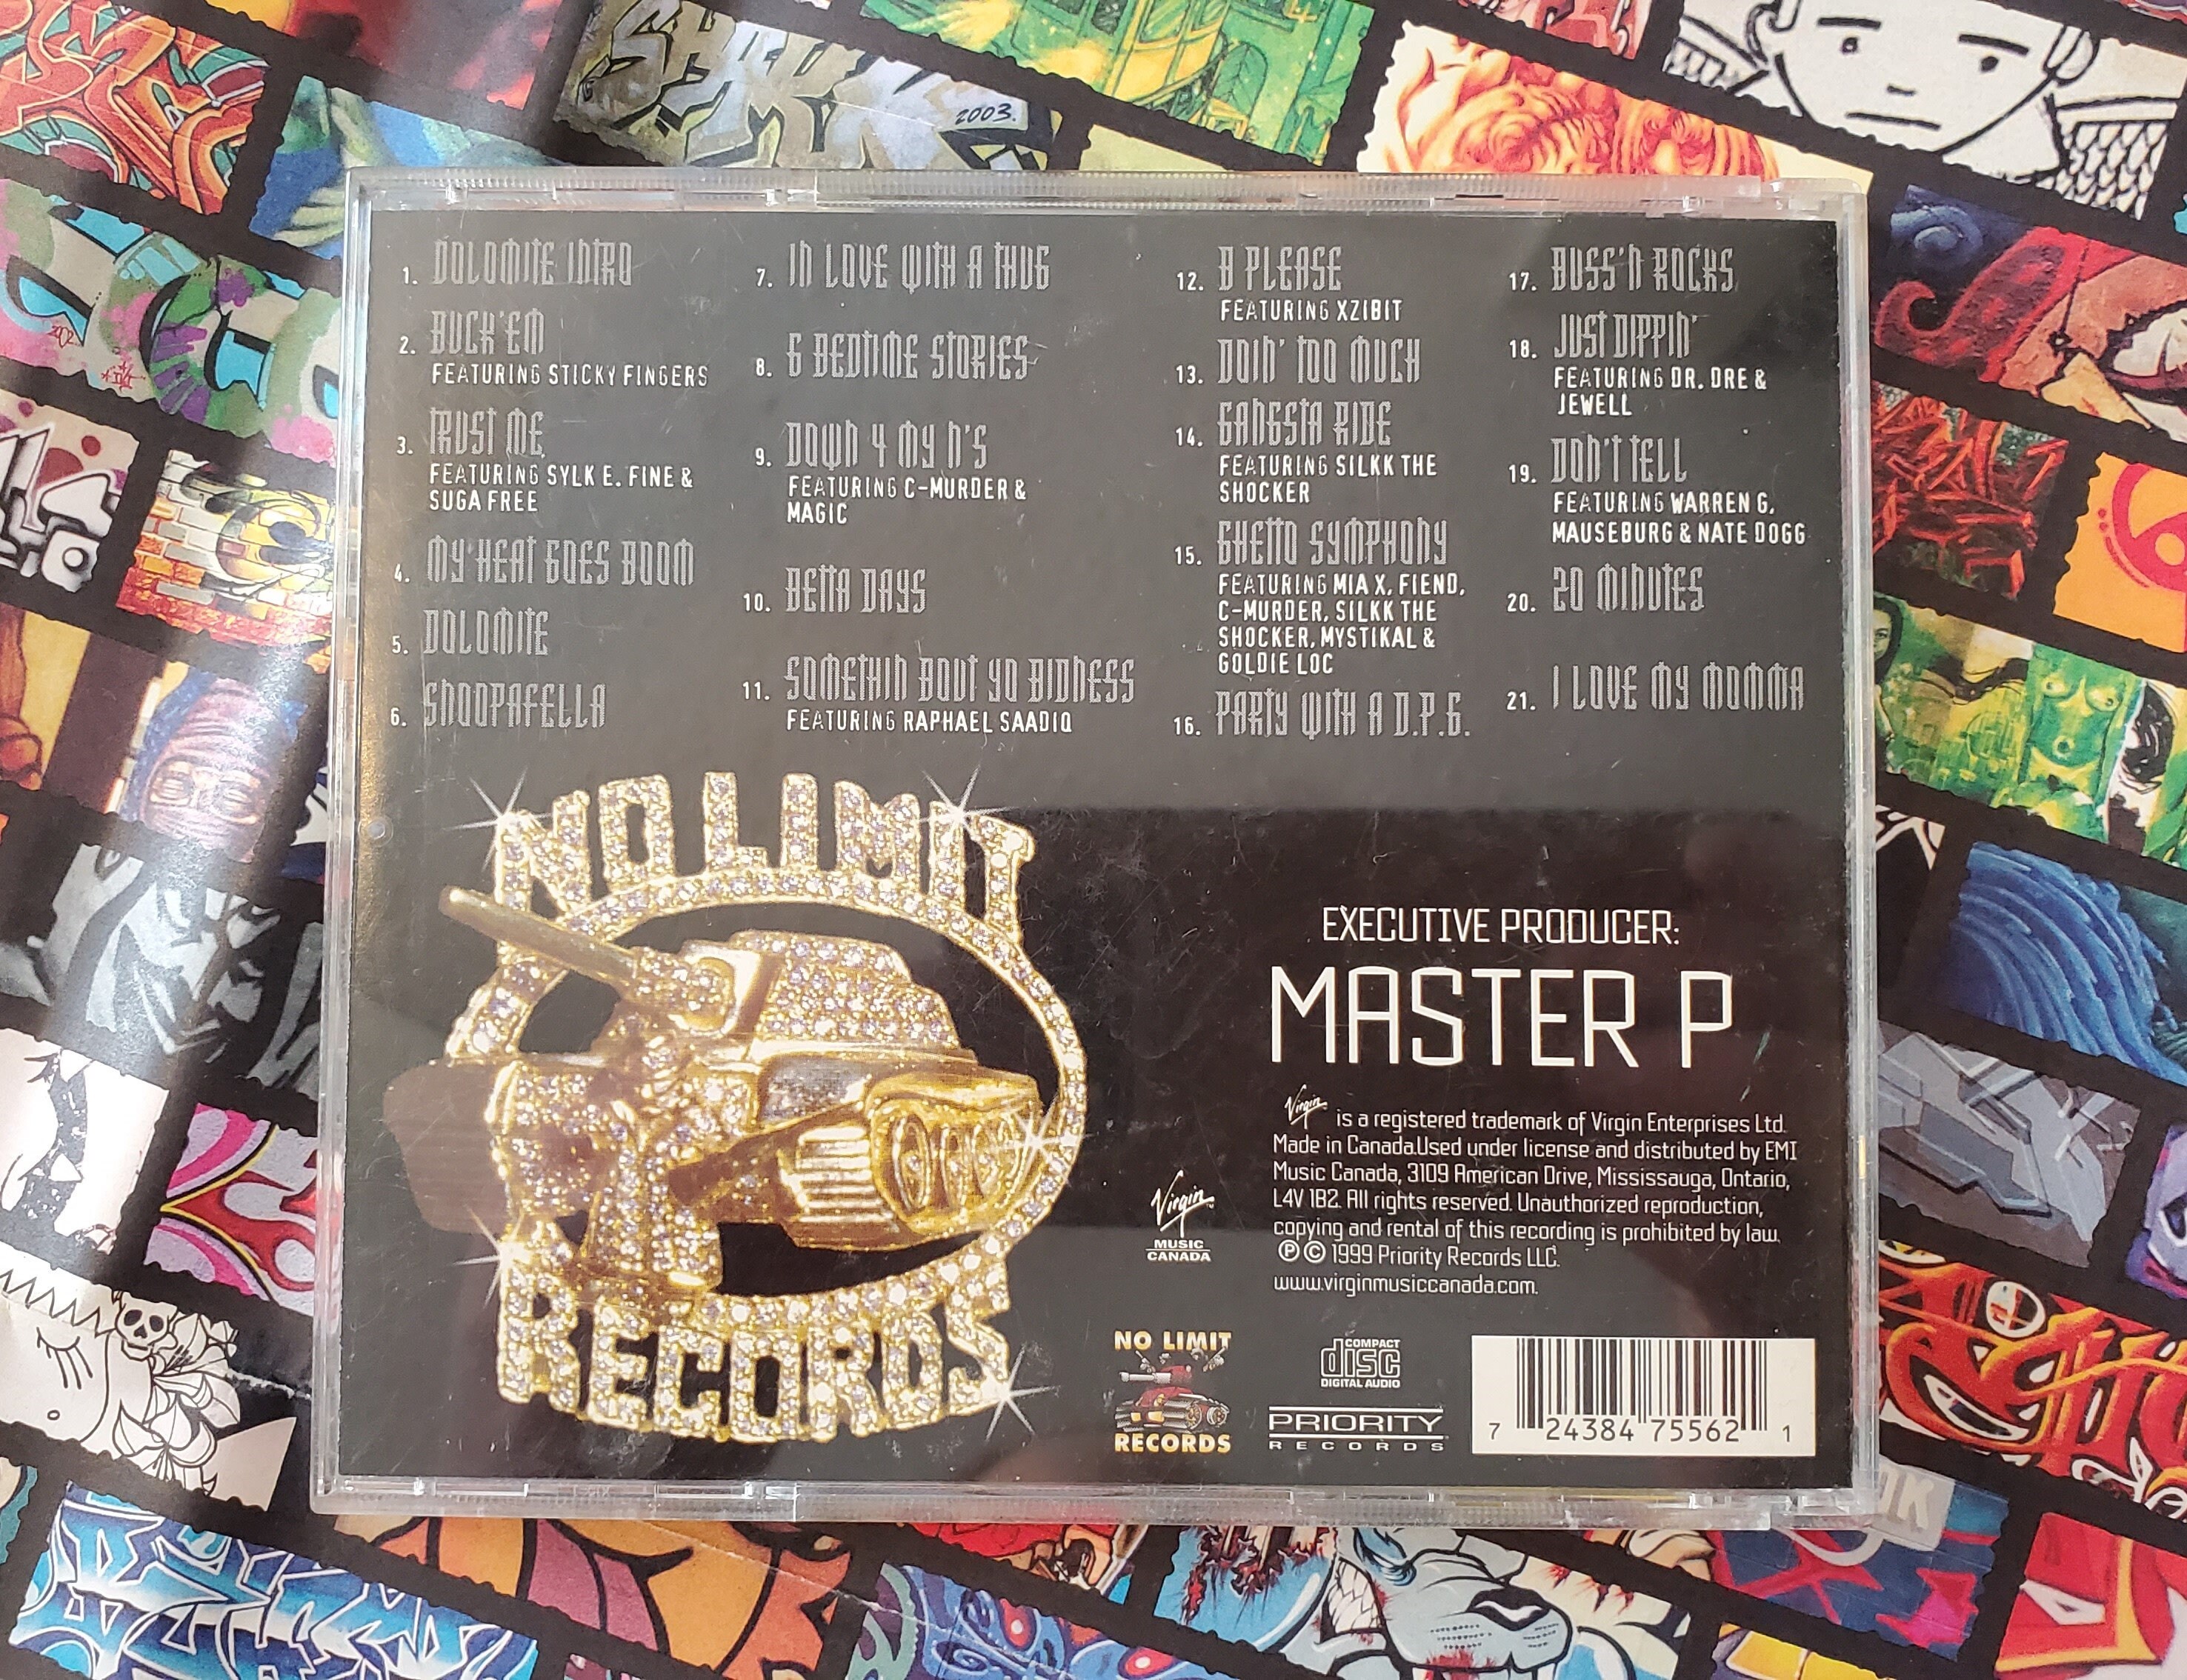 1. DOLOMITE INTRO
2. BUCK'EM
FEATURING STICKY FINGERS
3. TRUST ME
FEATURING SYLK E. FINE &
SUGA FREE
4. MY HEAT GOES BOOM
5. DOLOMITE
6. SNOOPAFELLA
7. IN LOVE WITH A THUG
8. 6 BEDTIME STORIES
9. DOWN 4 MY N'S
FEATURING C-MURDER &
MAGIC
10. BETTA DAYS
11. SOMETHIN BOUT YO BIDNESS
FEATURING RAPHAEL SAADIQ
12. B PLEASE
FEATURING XZIBIT
13. DOIN' TOO MUCH
14. GANGSTA RIDE
FEATURING SILKK THE
SHOCKER
15. GHETTO SYMPHONY
FEATURING MIA X, FIEND,
C-MURDER, SILKK THE
SHOCKER, MYSTIKAL &
GOLDIE LOC
16. PARTY WITH A D.P.G.
17. BUSS'N ROCKS
18. JUST DIPPIN'
FEATURING DR. DRE &
JEWELL
19. DON'T TELL
FEATURING WARREN G,
MAUSEBURG & NATE DOGG
20. 20 MINUTES
21. I LOVE MY MOMMA
NO LIMIT
RECORDS
EXECUTIVE PRODUCER:
MASTER P
Virgin is a registered trademark of Virgin Enterprises Ltd.
Made in Canada.Used under license and distributed by EMI
Music Canada, 3109 American Drive, Mississauga, Ontario,
L4V 1B2. All rights reserved. Unauthorized reproduction,
copying and rental of this recording is prohibited by law.
Ⓟ © 1999 Priority Records LLC.
www.virginmusiccanada.com.
Virgin
MUSIC
CANADA
NO LIMIT
RECORDS
COMPACT
disc
DIGITAL AUDIO
PRIORITY
RECORDS
7 24384 75562 1
2003.